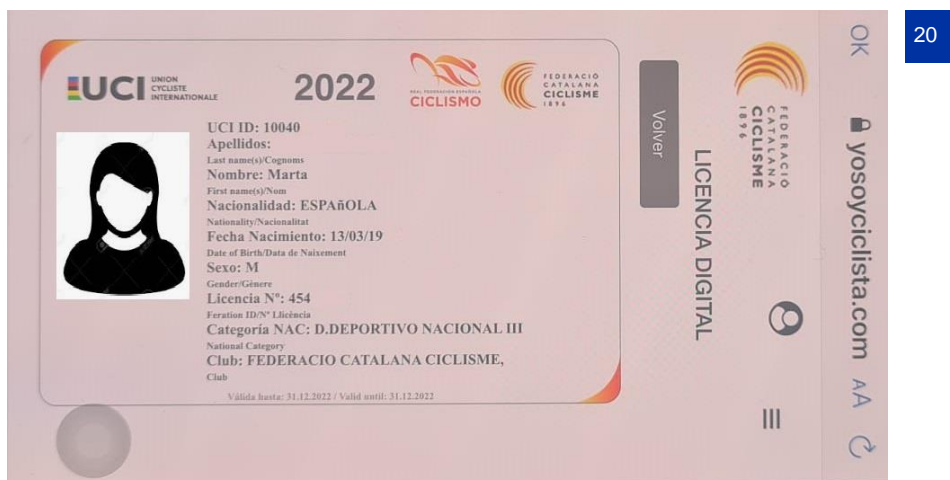 20
UCI UNION
CYCLISTE
INTERNATIONALE
2022
REAL FEDERACIÓN ESPAÑOLA
CICLISMO
FEDERACIÓ
CATALANA
CICLISME
1896
UCI ID: 10040
Apellidos:
Last name(s)/Cognoms
Nombre: Marta
First name(s)/Nom
Nacionalidad: ESPAñOLA
Nationality/Nacionalitat
Fecha Nacimiento: 13/03/19
Date of Birth/Data de Naixement
Sexo: M
Gender/Gènere
Licencia Nº: 454
Feration ID/Nº Llicència
Categoría NAC: D.DEPORTIVO NACIONAL III
National Category
Club: FEDERACIO CATALANA CICLISME,
Club
Válida hasta: 31.12.2022 / Valid until: 31.12.2022
Volver
LICENCIA DIGITAL
FEDERACIÓ
CATALANA
CICLISME
1896
OK
yosoyciclista.com
AA